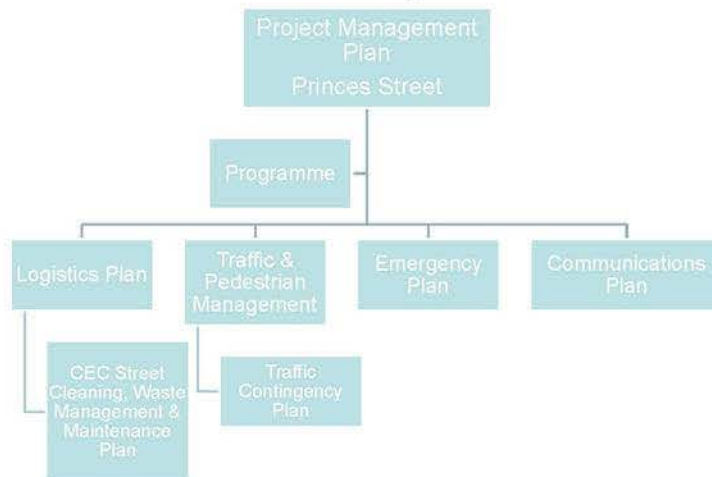 Project Management
Plan
Princes Street
Programme
Logistics Plan
Traffic &
Pedestrian
Management
Emergency
Plan
Communications
Plan
CEC Street
Cleaning, Waste
Management &
Maintenance
Plan
Traffic
Contingency
Plan